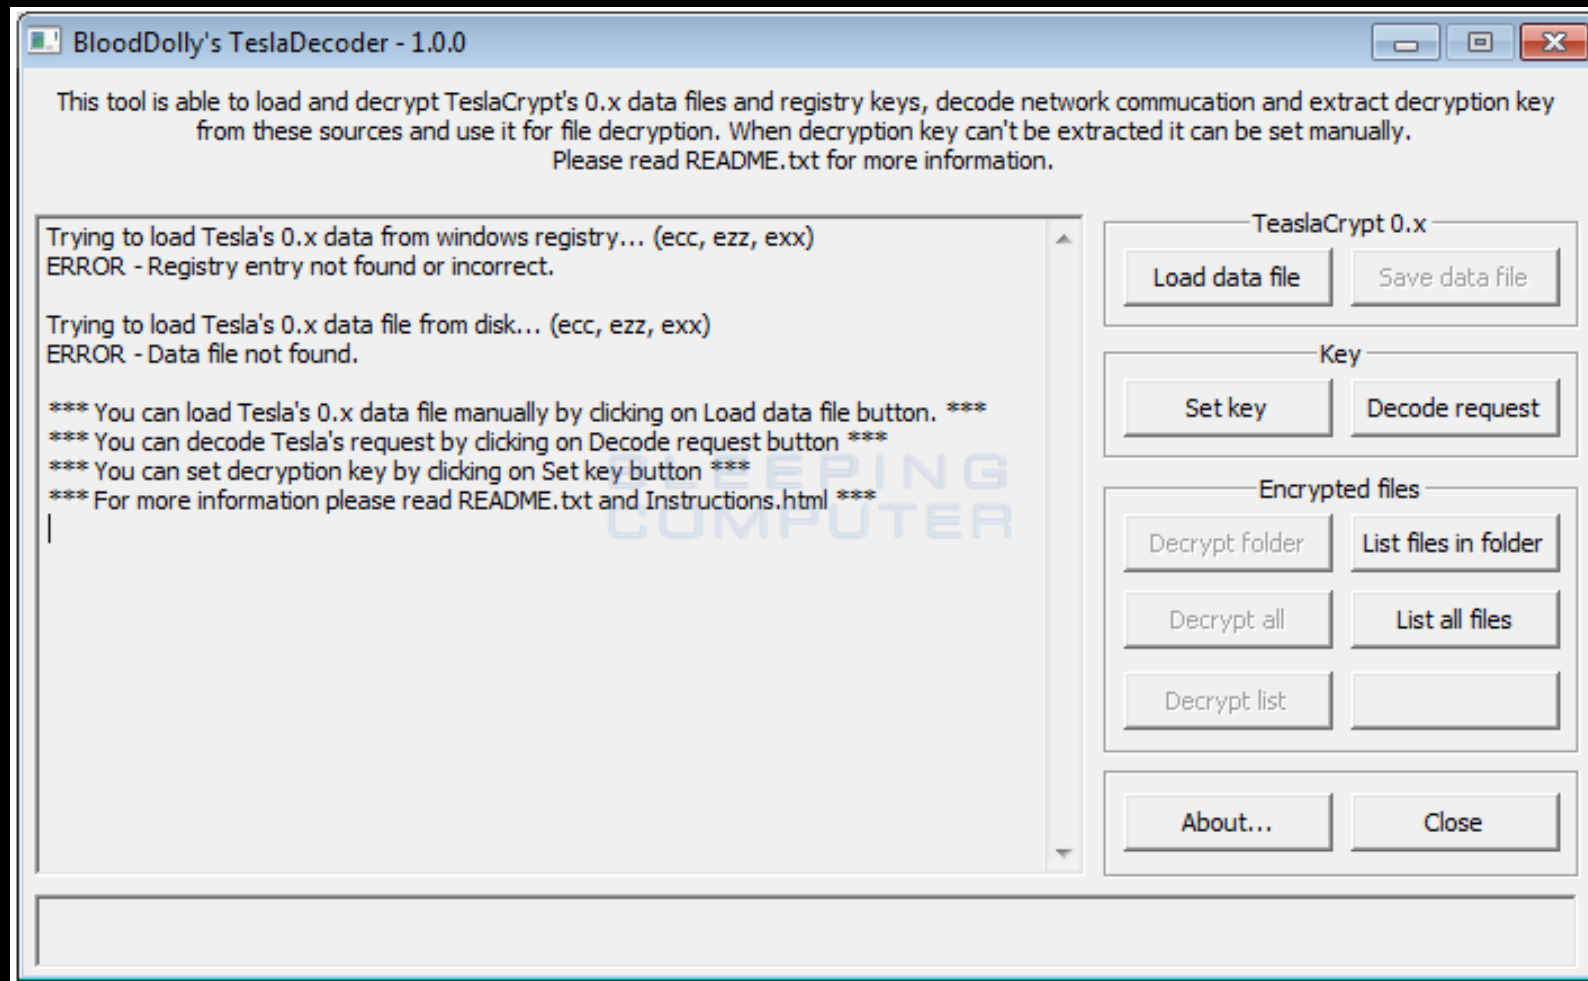 BloodDolly's TeslaDecoder - 1.0.0
This tool is able to load and decrypt TeslaCrypt's 0.x data files and registry keys, decode network commucation and extract decryption key
from these sources and use it for file decryption. When decryption key can't be extracted it can be set manually.
Please read README.txt for more information.
Trying to load Tesla's 0.x data from windows registry... (ecc, ezz, exx)
ERROR - Registry entry not found or incorrect.
Trying to load Tesla's 0.x data file from disk... (ecc, ezz, exx)
ERROR - Data file not found.
*** You can load Tesla's 0.x data file manually by clicking on Load data file button. ***
*** You can decode Tesla's request by clicking on Decode request button ***
*** You can set decryption key by clicking on Set key button ***
*** For more information please read README.txt and Instructions.html ***
BLEEPING
COMPUTER
TeaslaCrypt 0.x
Load data file
Save data file
Key
Set key
Decode request
Encrypted files
Decrypt folder
List files in folder
Decrypt all
List all files
Decrypt list
About...
Close